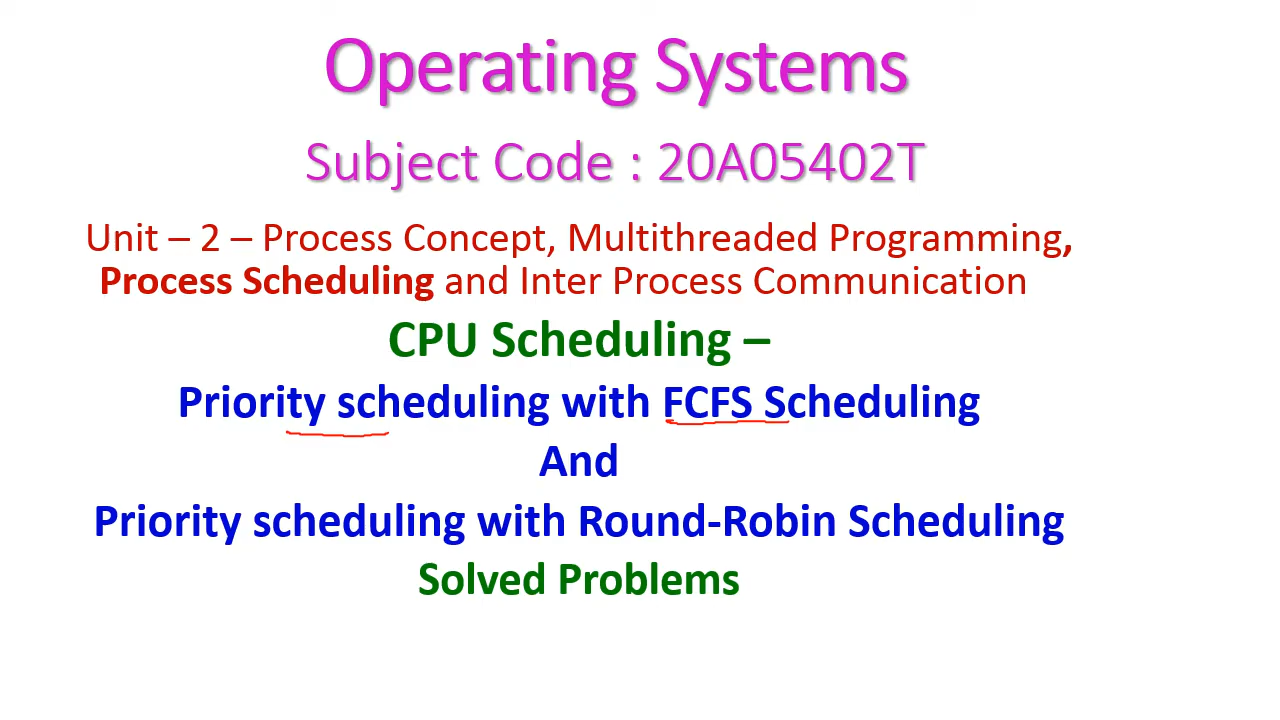 Operating Systems
Subject Code : 20A05402T
Unit – 2 – Process Concept, Multithreaded Programming,
Process Scheduling and Inter Process Communication
CPU Scheduling –
Priority scheduling with FCFS Scheduling
And
Priority scheduling with Round-Robin Scheduling
Solved Problems